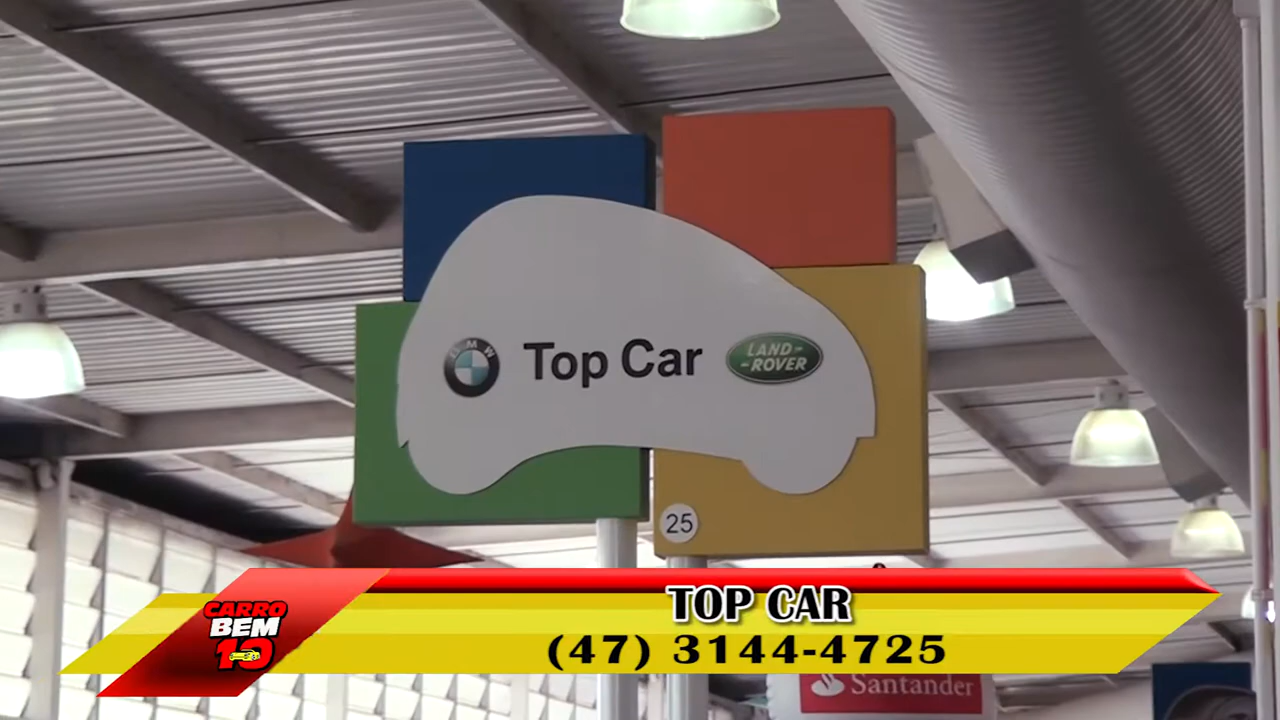 BMW
Top Car
LAND-
-ROVER
25
TOP CAR
(47) 3144-4725
CARRO
BEM
10
Santander